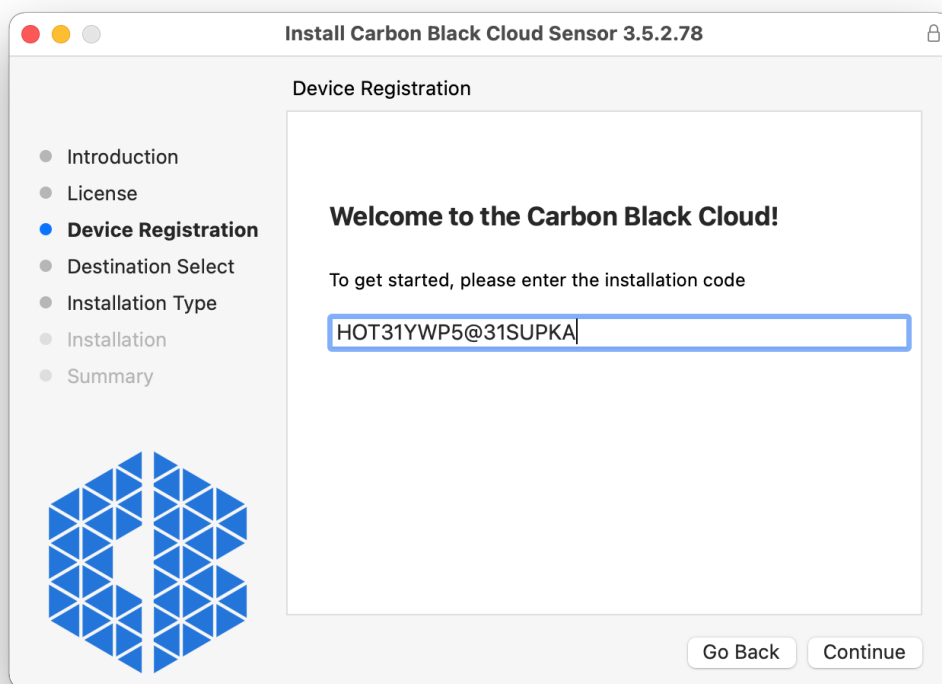 Install Carbon Black Cloud Sensor 3.5.2.78
Device Registration
Introduction
License
Device Registration
Destination Select
Installation Type
Installation
Summary
Welcome to the Carbon Black Cloud!
To get started, please enter the installation code
HOT31YWP5@31SUPKA
Go Back
Continue